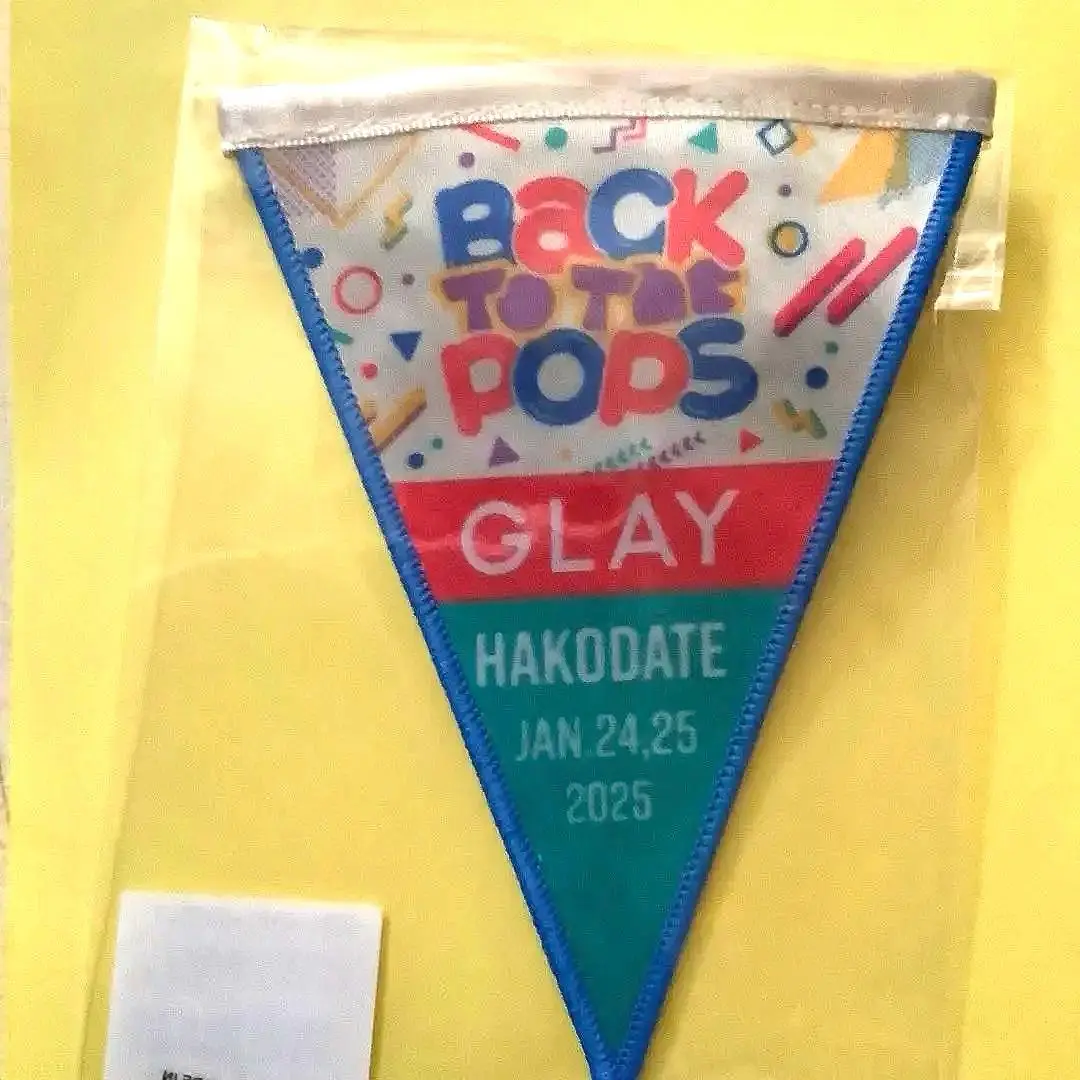 BACK
TO THE
POPS
GLAY
HAKODATE
JAN.24,25
2025